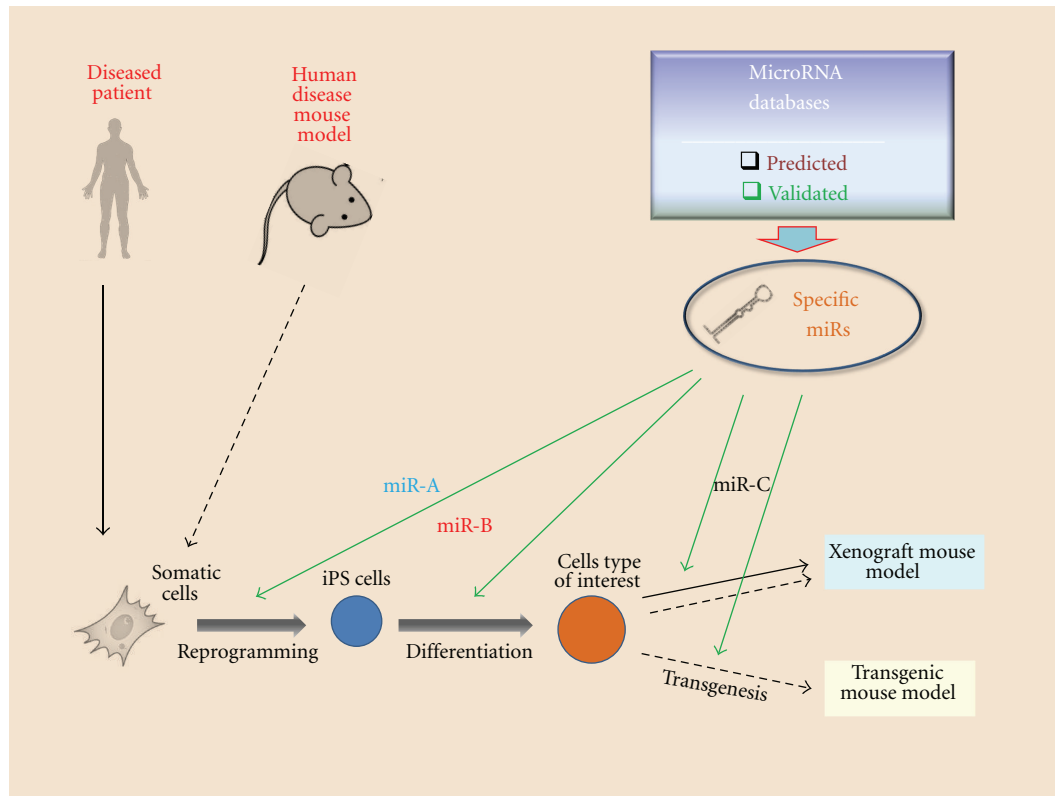 Diseased
patient
Human
disease
mouse
model
MicroRNA
databases
Predicted
Validated
Specific
miRs
miR-A
miR-B
miR-C
Somatic
cells
iPS cells
Cells type
of interest
Reprogramming
Differentiation
Transgenesis
Xenograft mouse
model
Transgenic
mouse model